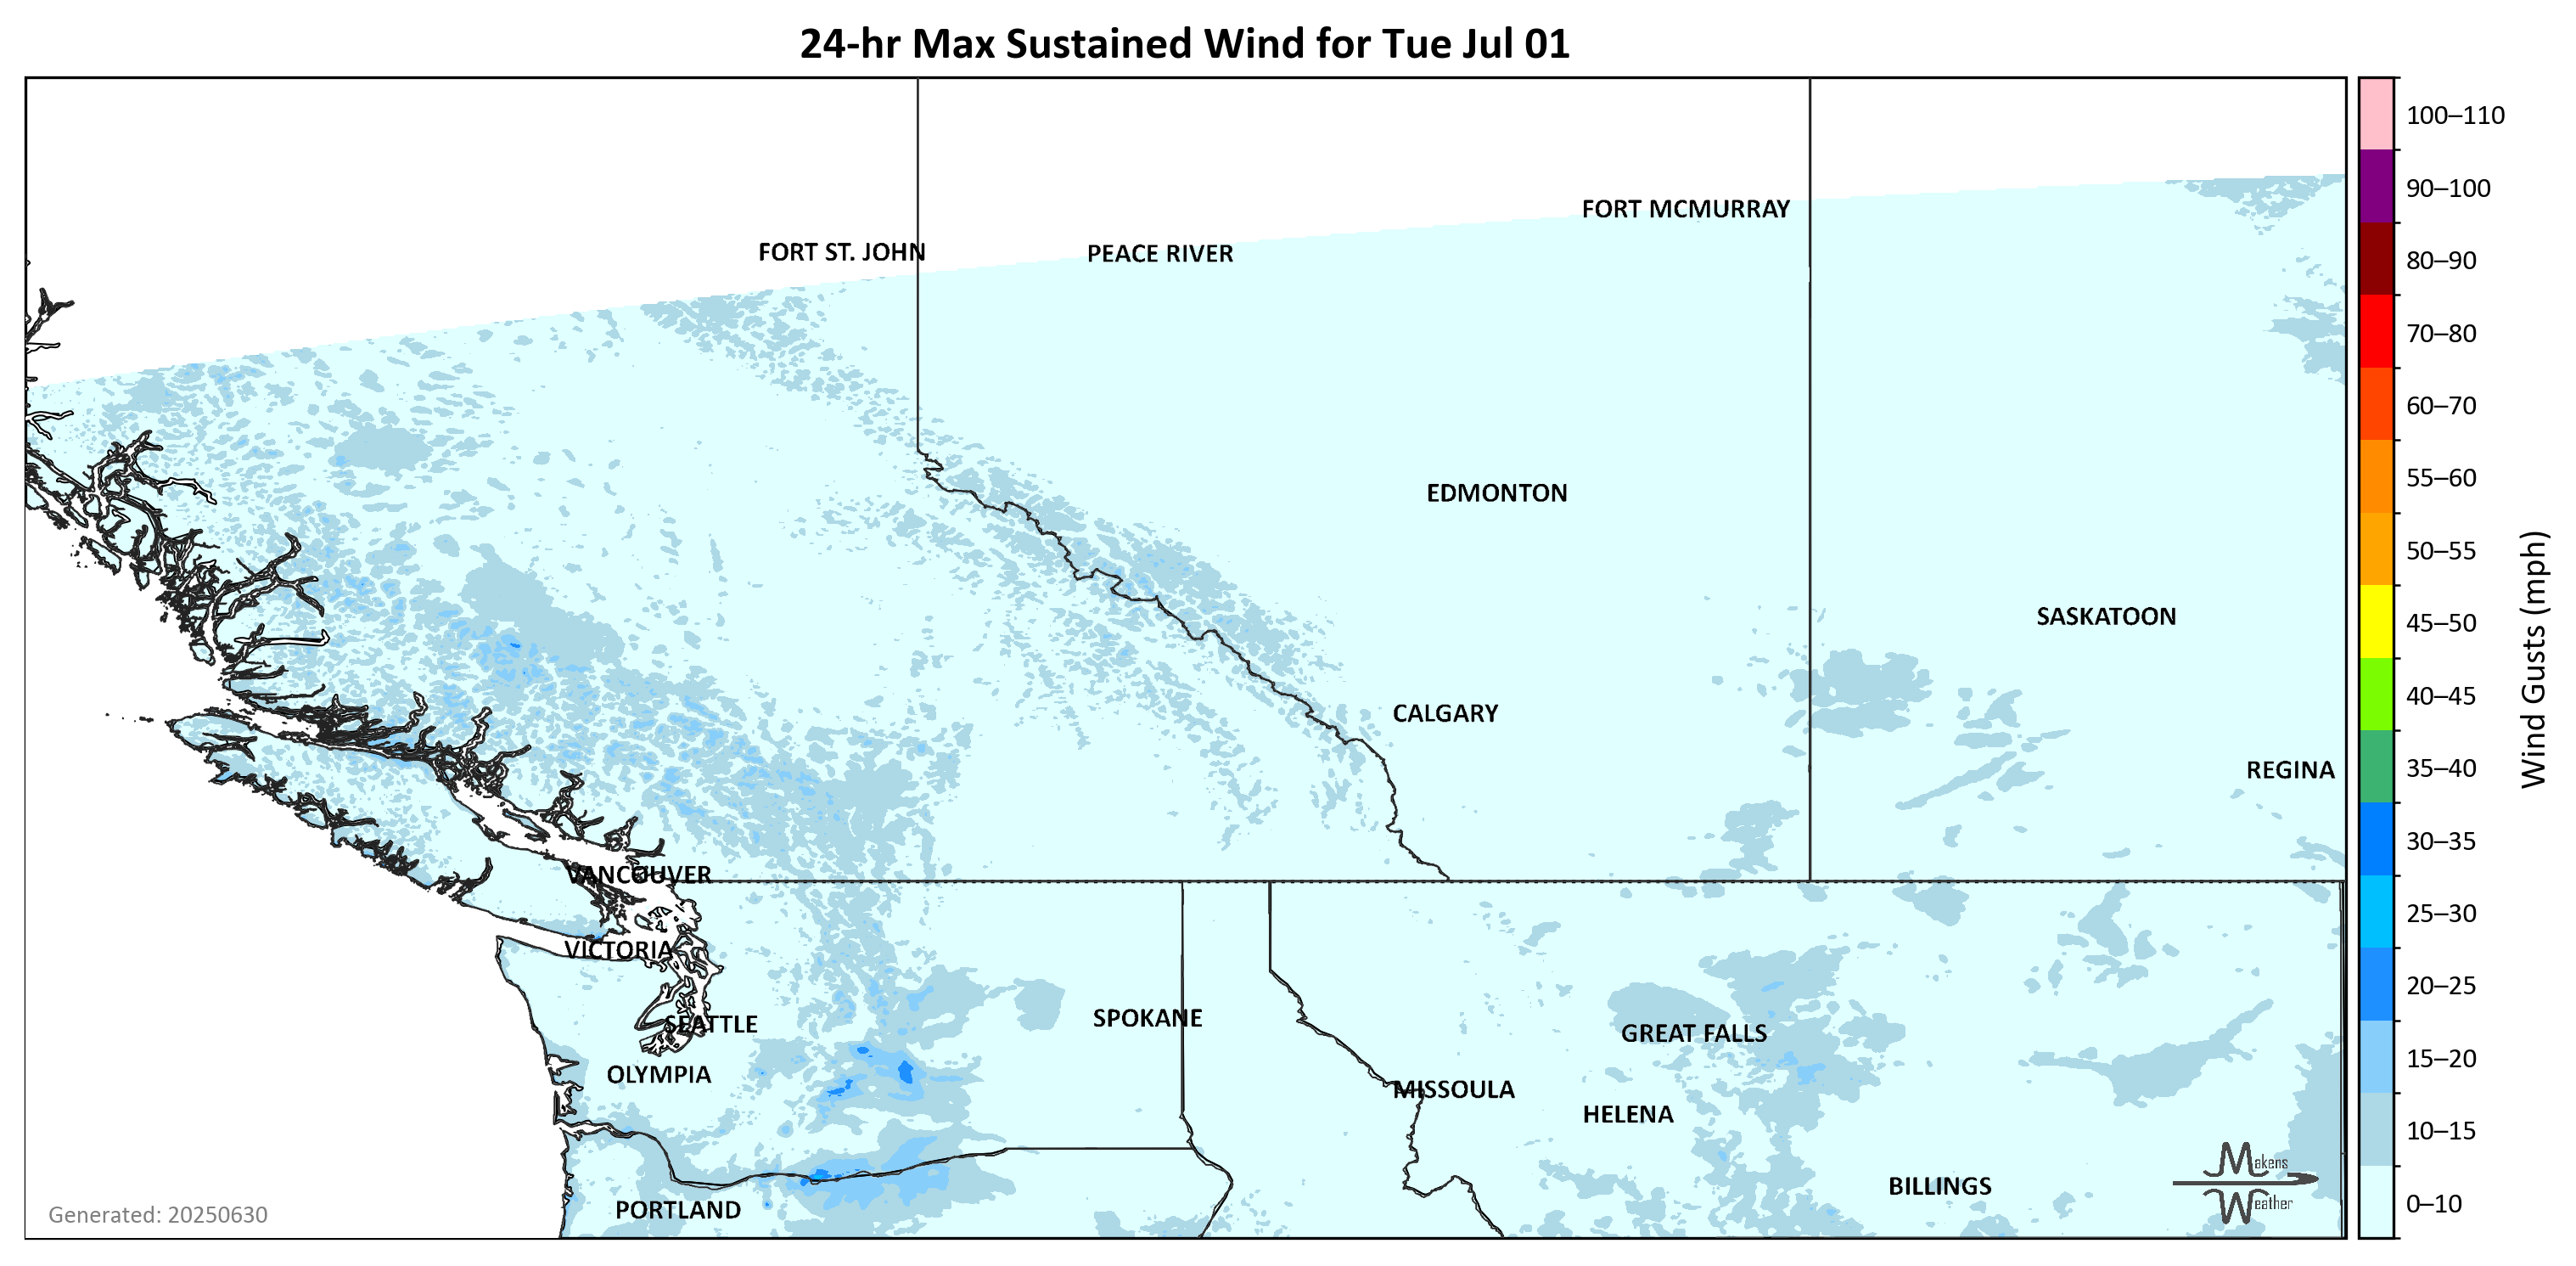 24-hr Max Sustained Wind for Tue Jul 01
100–110
90–100
80–90
70–80
60–70
55–60
50–55
45–50
40–45
35–40
30–35
25–30
20–25
15–20
10–15
0–10
Wind Gusts (mph)
FORT MCMURRAY
FORT ST. JOHN
PEACE RIVER
EDMONTON
SASKATOON
CALGARY
REGINA
VANCOUVER
VICTORIA
SEATTLE
SPOKANE
GREAT FALLS
OLYMPIA
MISSOULA
HELENA
BILLINGS
PORTLAND
Makens
Weather
Generated: 20250630